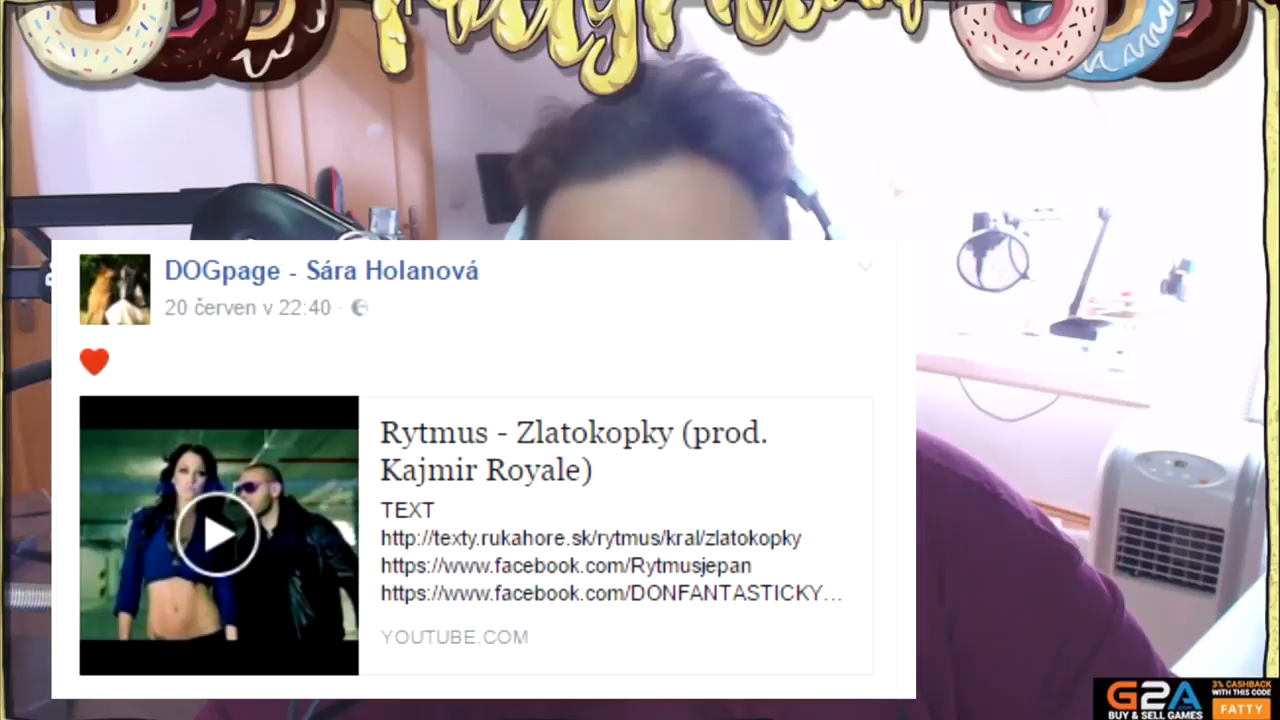 DOGpage - Sára Holanová
20 červen v 22:40 ·
Rytmus - Zlatokopky (prod.
Kajmir Royale)
TEXT
http://texty.rukahore.sk/rytmus/kral/zlatokopky
https://www.facebook.com/Rytmusjepan
https://www.facebook.com/DONFANTASTICKY...
YOUTUBE.COM
G2A
BUY & SELL GAMES
3% CASHBACK
WITH THIS CODE
FATTY